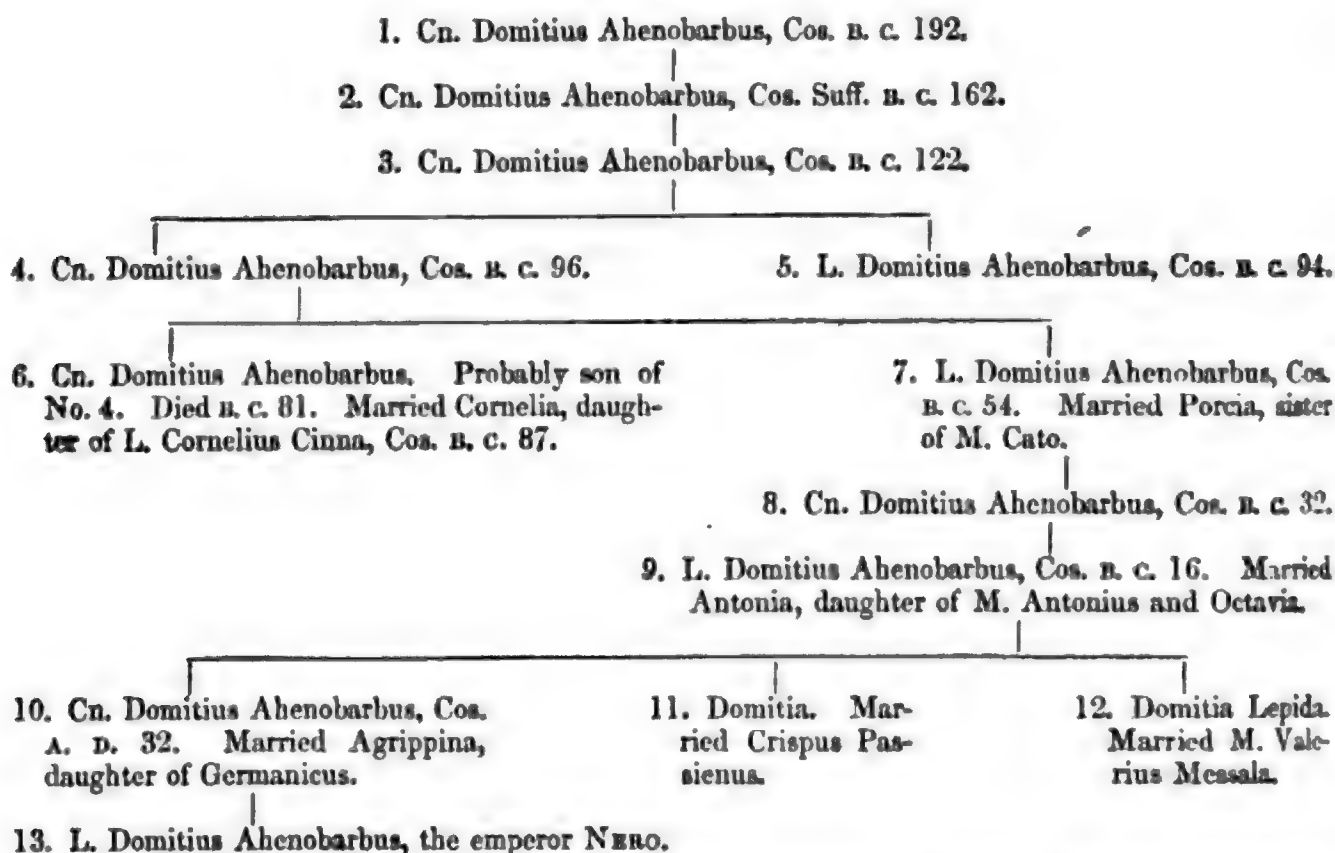 1. Cn. Domitius Ahenobarbus, Cos. B. C. 192.
2. Cn. Domitius Ahenobarbus, Cos. Suff. B. C. 162.
3. Cn. Domitius Ahenobarbus, Cos. B. C. 122.
4. Cn. Domitius Ahenobarbus, Cos. B. C. 96.
5. L. Domitius Ahenobarbus, Cos. B. C. 94.
6. Cn. Domitius Ahenobarbus. Probably son of
No. 4. Died B. C. 81. Married Cornelia, daugh-
ter of L. Cornelius Cinna, Cos. B. C. 87.
7. L. Domitius Ahenobarbus, Cos.
B. C. 54. Married Porcia, sister
of M. Cato.
8. Cn. Domitius Ahenobarbus, Cos. B. C. 32.
9. L. Domitius Ahenobarbus, Cos. B. C. 16. Married
Antonia, daughter of M. Antonius and Octavia.
10. Cn. Domitius Ahenobarbus, Cos.
A. D. 32. Married Agrippina,
daughter of Germanicus.
11. Domitia. Mar-
ried Crispus Pas-
sienus.
12. Domitia Lepida.
Married M. Vale-
rius Messala.
13. L. Domitius Ahenobarbus, the emperor NERO.